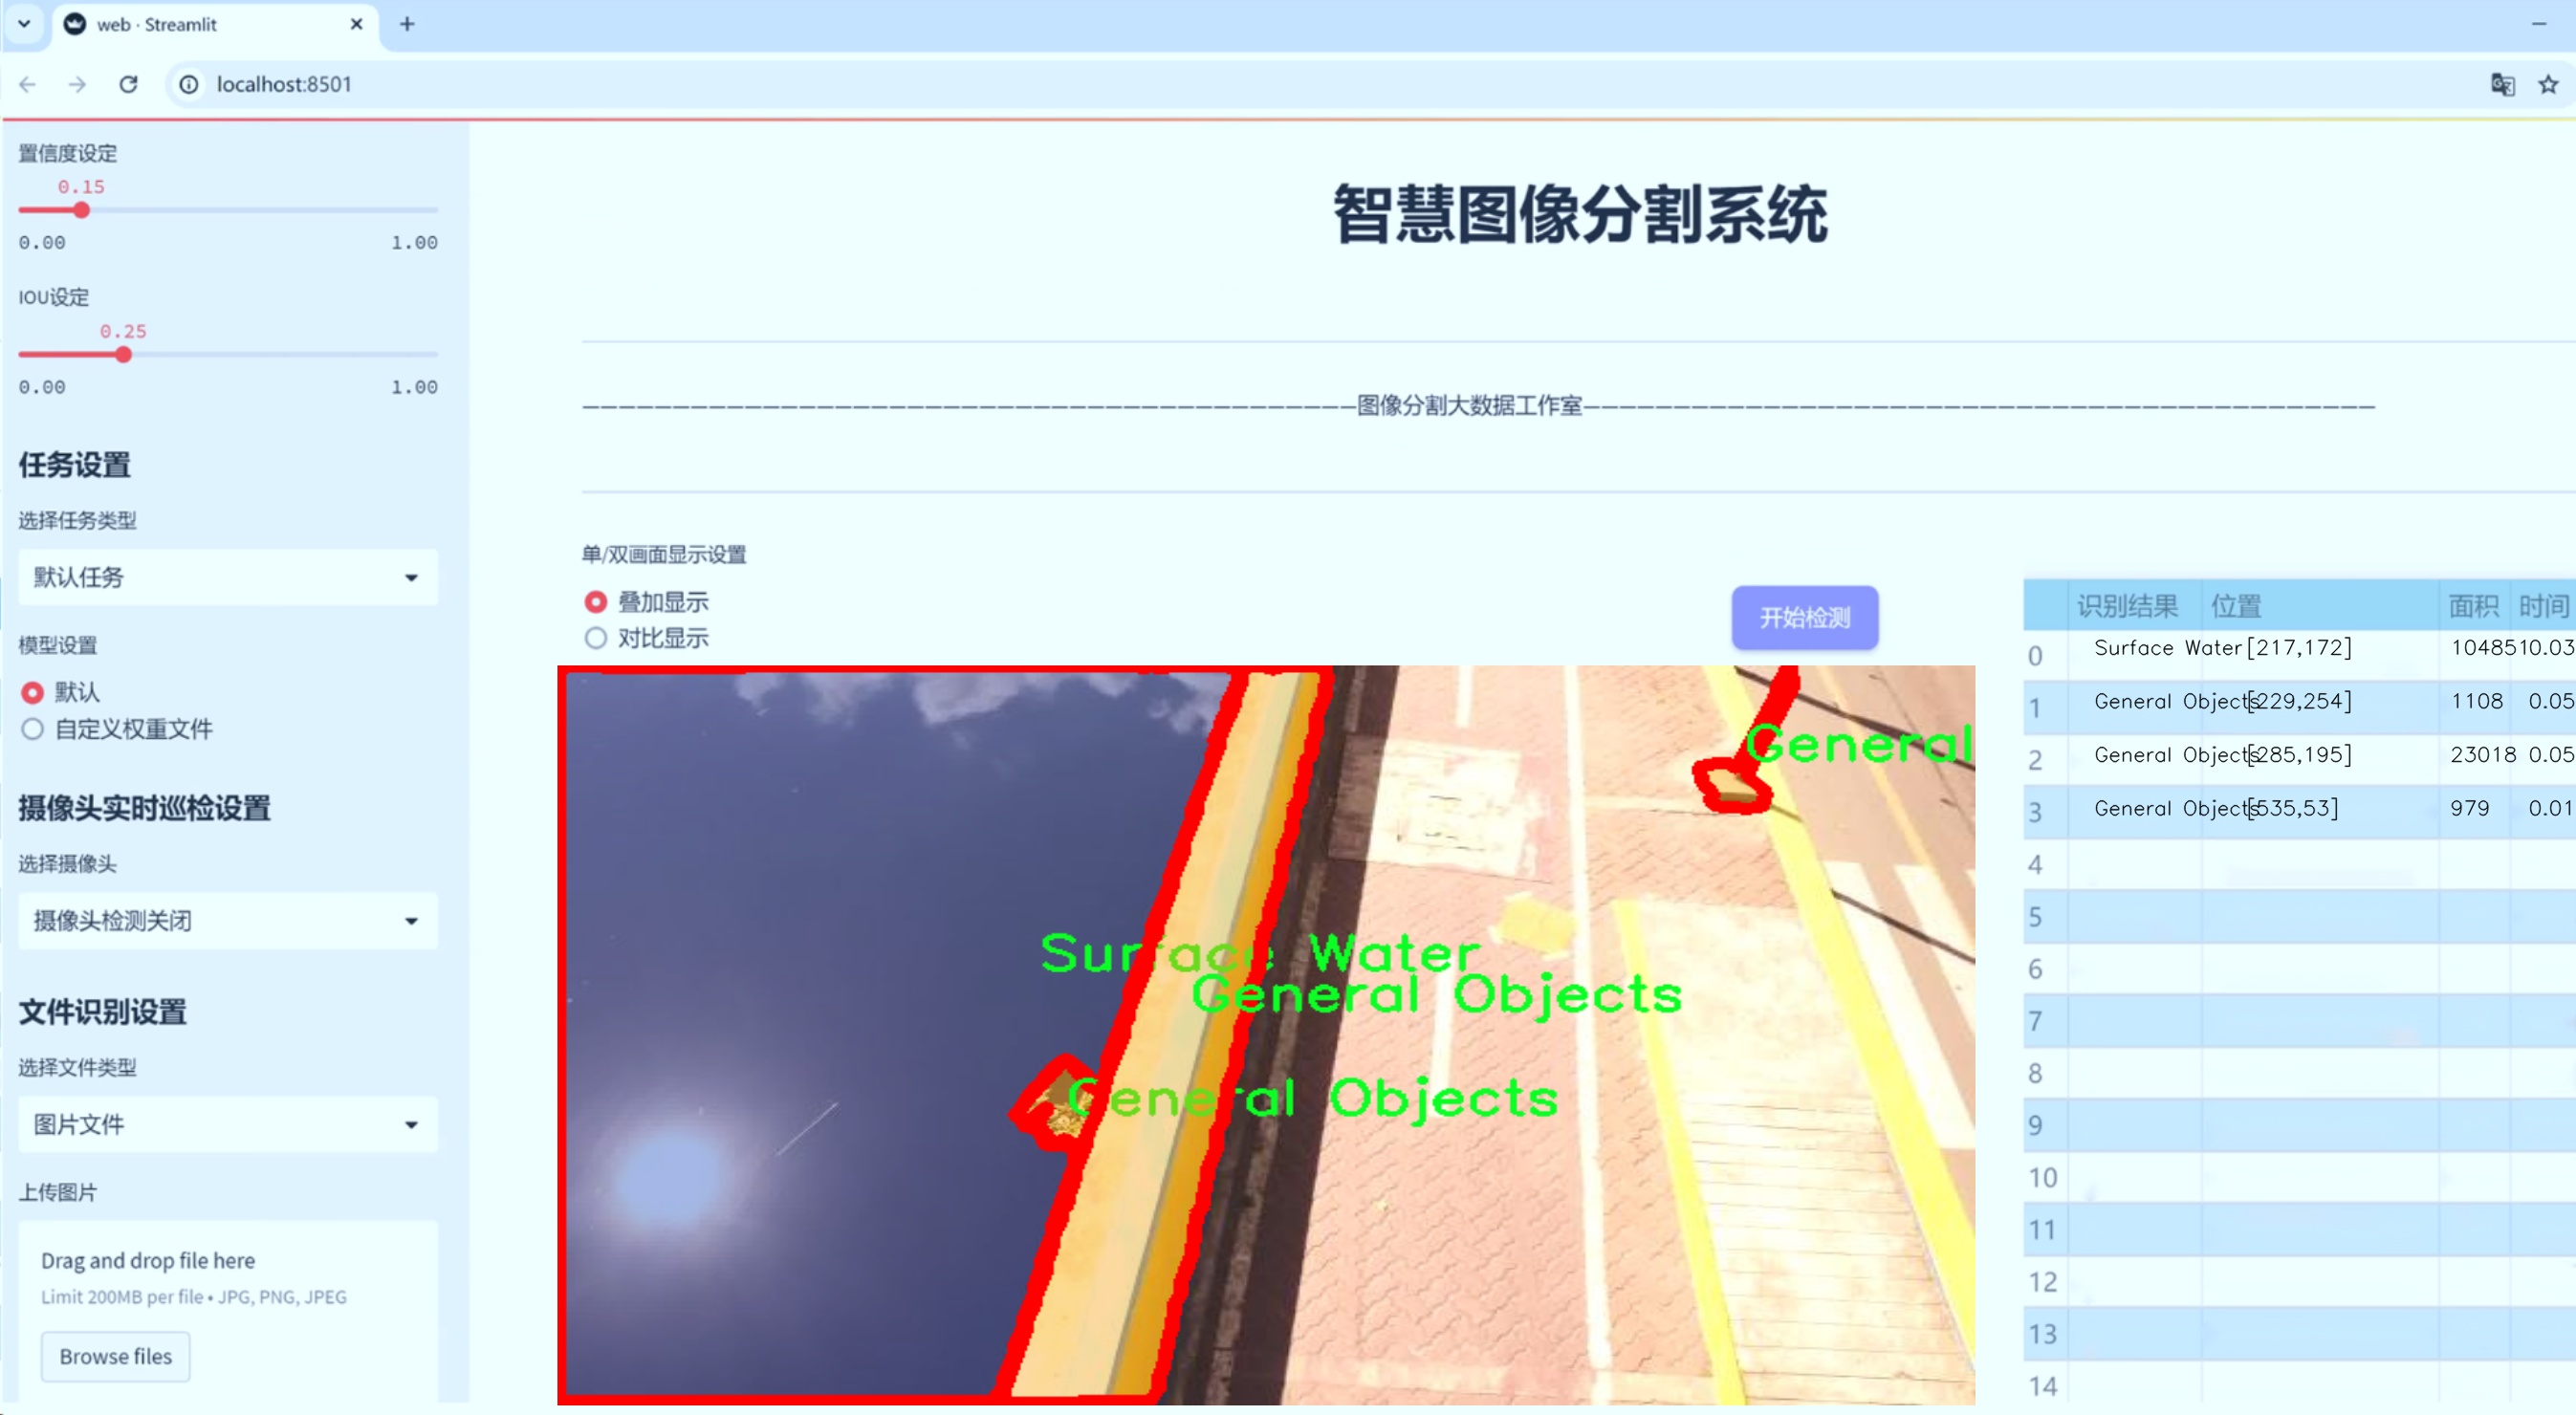 web · Streamlit
localhost:8501
置信度设定
0.15
0.00 1.00
IOU设定
0.25
0.00 1.00
任务设置
选择任务类型
默认任务
模型设置
默认
自定义权重文件
摄像头实时巡检设置
选择摄像头
摄像头检测关闭
文件识别设置
选择文件类型
图片文件
上传图片
Drag and drop file here
Limit 200MB per file • JPG, PNG, JPEG
Browse files
智慧图像分割系统
图像分割大数据工作室
单/双画面显示设置
叠加显示
对比显示
开始检测
General
Surface Water
General Objects
General Objects
识别结果 位置 面积 时间
0 Surface Water [217,172] 104851 0.03
1 General Objects [229,254] 1108 0.05
2 General Objects [285,195] 23018 0.05
3 General Objects [535,53] 979 0.01
4
5
6
7
8
9
10
11
12
13
14